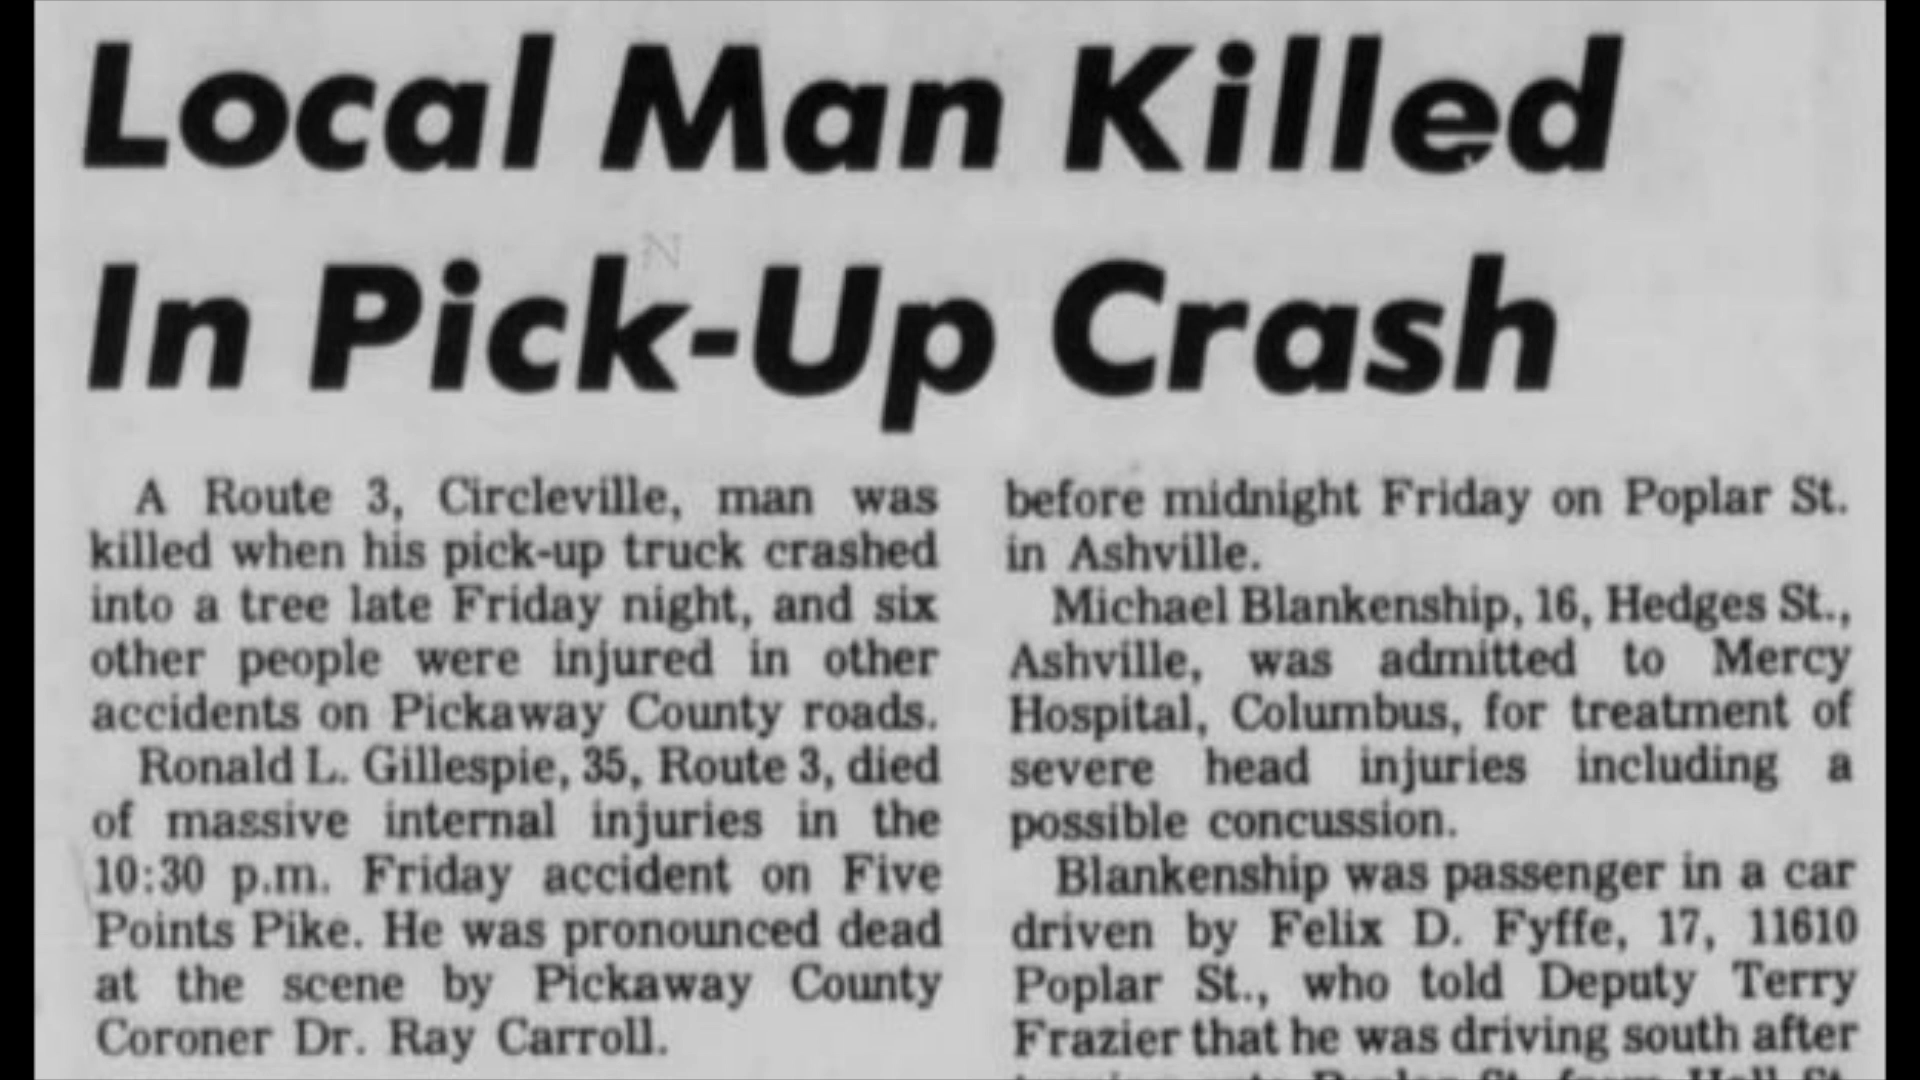 Local Man Killed
In Pick-Up Crash
A Route 3, Circleville, man was
killed when his pick-up truck crashed
into a tree late Friday night, and six
other people were injured in other
accidents on Pickaway County roads.
Ronald L. Gillespie, 35, Route 3, died
of massive internal injuries in the
10:30 p.m. Friday accident on Five
Points Pike. He was pronounced dead
at the scene by Pickaway County
Coroner Dr. Ray Carroll.
before midnight Friday on Poplar St.
in Ashville.
Michael Blankenship, 16, Hedges St.,
Ashville, was admitted to Mercy
Hospital, Columbus, for treatment of
severe head injuries including a
possible concussion.
Blankenship was passenger in a car
driven by Felix D. Fyffe, 17, 11610
Poplar St., who told Deputy Terry
Frazier that he was driving south after